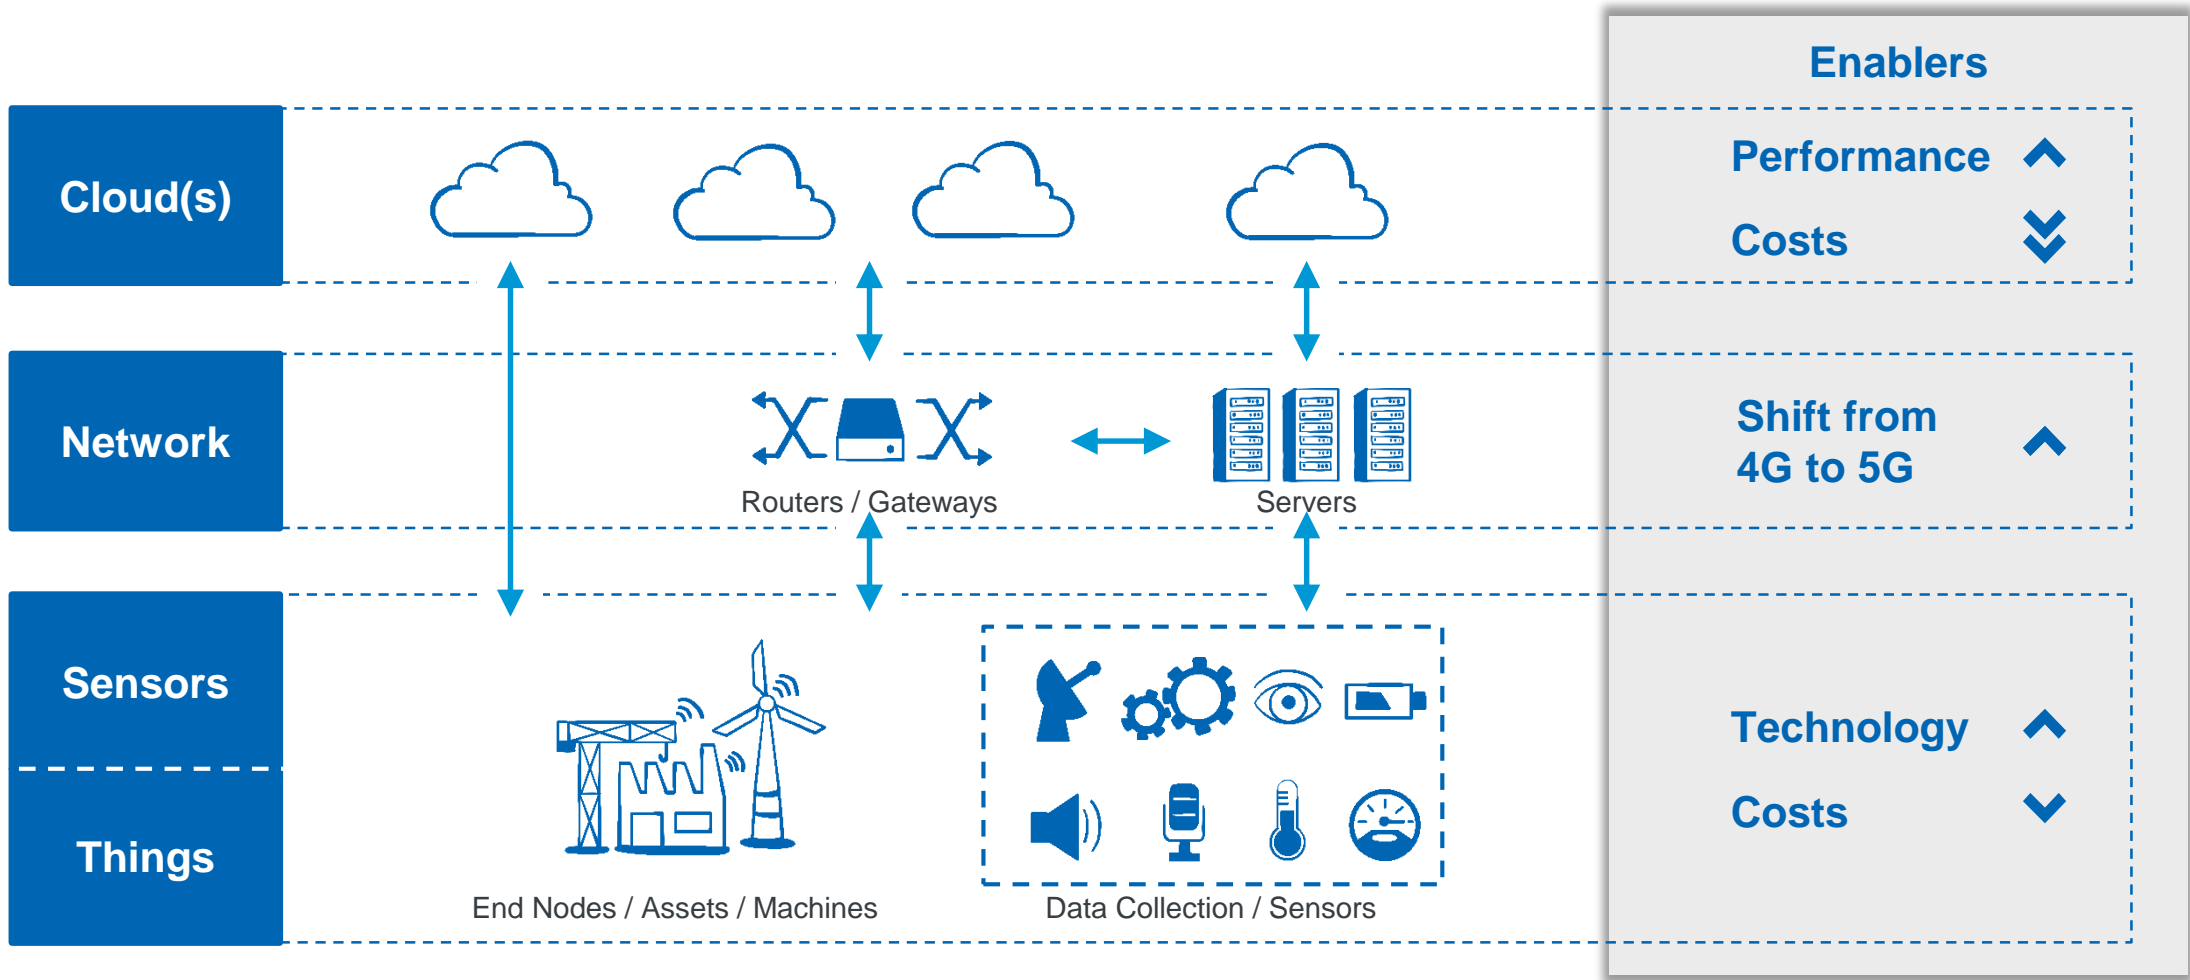 Enablers
Cloud(s)
Performance
Costs
Network
Routers / Gateways
Servers
Shift from
4G to 5G
Sensors
Things
End Nodes / Assets / Machines
Data Collection / Sensors
Technology
Costs